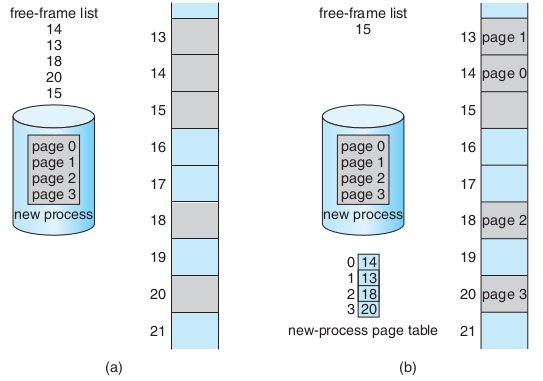 free-frame list
14
13
18
20
15
page 0
page 1
page 2
page 3
new process
13
14
15
16
17
18
19
20
21
(a)
free-frame list
15
page 0
page 1
page 2
page 3
new process
0 14
1 13
2 18
3 20
new-process page table
13 page 1
14 page 0
15
16
17
18 page 2
19
20 page 3
21
(b)